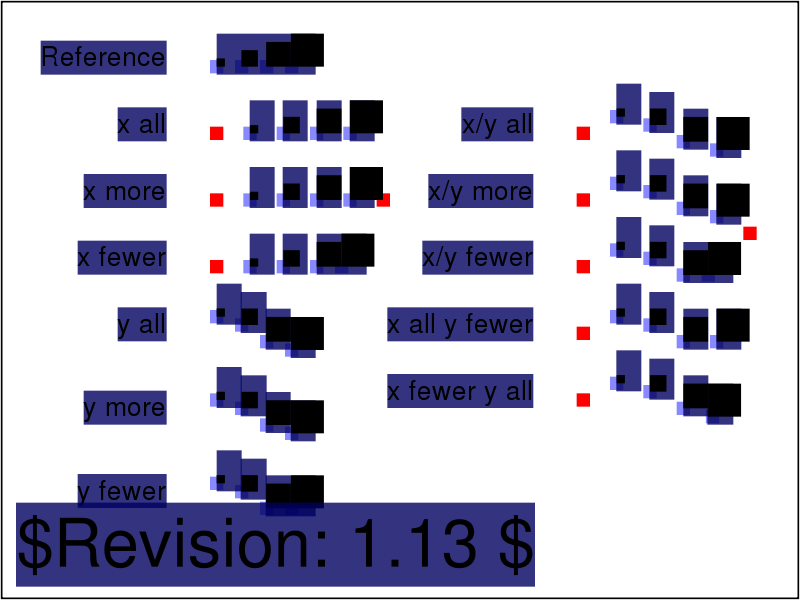 Reference
x all
x/y all
x more
x/y more
x fewer
x/y fewer
y all
x all y fewer
x fewer y all
y more
y fewer
$Revision: 1.13 $